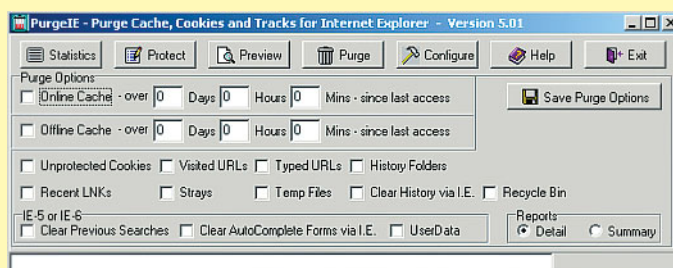 PurgeIE - Purge Cache, Cookies and Tracks for Internet Explorer - Version 5.01
Statistics Protect Preview Purge Configure Help Exit
Purge Options
Online Cache - over 0 Days 0 Hours 0 Mins - since last access
Save Purge Options
Offline Cache - over 0 Days 0 Hours 0 Mins - since last access
Unprotected Cookies Visited URLs Typed URLs History Folders
Recent LNKs Strays Temp Files Clear History via I.E. Recycle Bin
IE-5 or IE-6 Reports
Clear Previous Searches Clear AutoComplete Forms via I.E. UserData Detail Summary